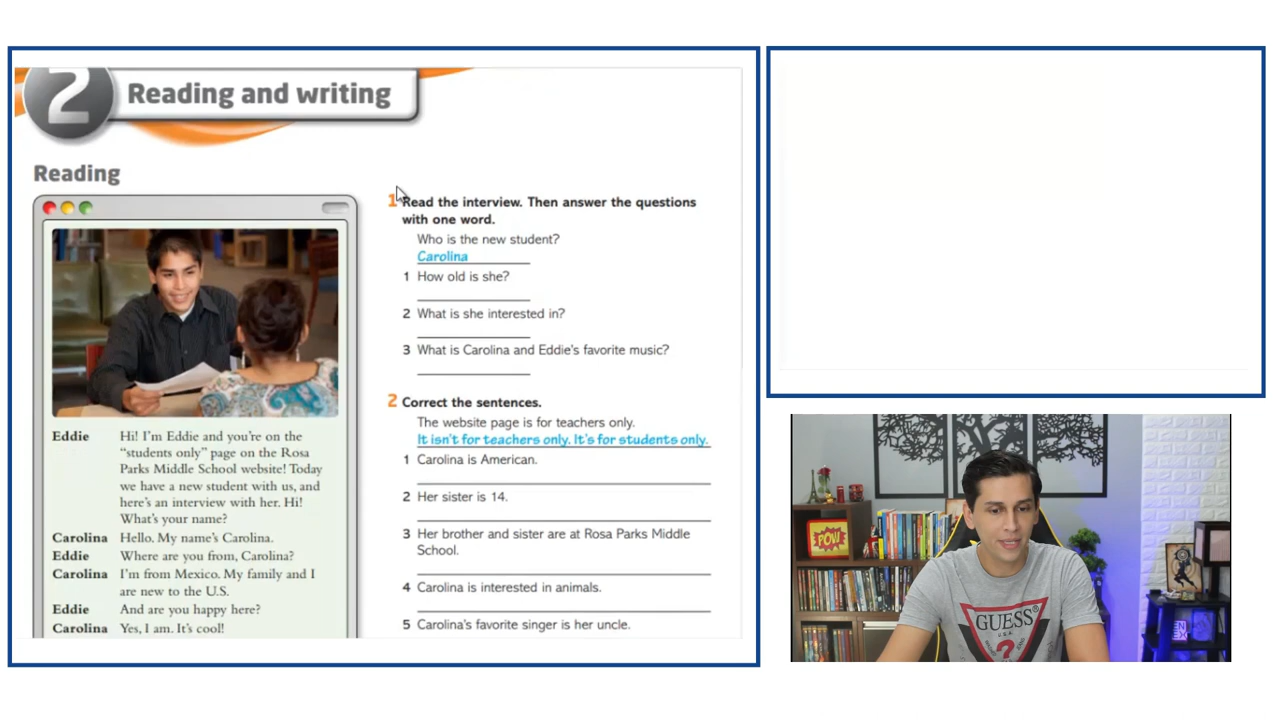 2
Reading and writing
Reading
1 Read the interview. Then answer the questions
with one word.
Who is the new student?
Carolina
1 How old is she?
2 What is she interested in?
3 What is Carolina and Eddie's favorite music?
2 Correct the sentences.
The website page is for teachers only.
It isn't for teachers only. It's for students only.
1 Carolina is American.
2 Her sister is 14.
3 Her brother and sister are at Rosa Parks Middle
School.
4 Carolina is interested in animals.
5 Carolina's favorite singer is her uncle.
Eddie Hi! I'm Eddie and you're on the
"students only" page on the Rosa
Parks Middle School website! Today
we have a new student with us, and
here's an interview with her. Hi!
What's your name?
Carolina Hello. My name's Carolina.
Eddie Where are you from, Carolina?
Carolina I'm from Mexico. My family and I
are new to the U.S.
Eddie And are you happy here?
Carolina Yes, I am. It's cool!
POW
GUESS
U.S.A.
?